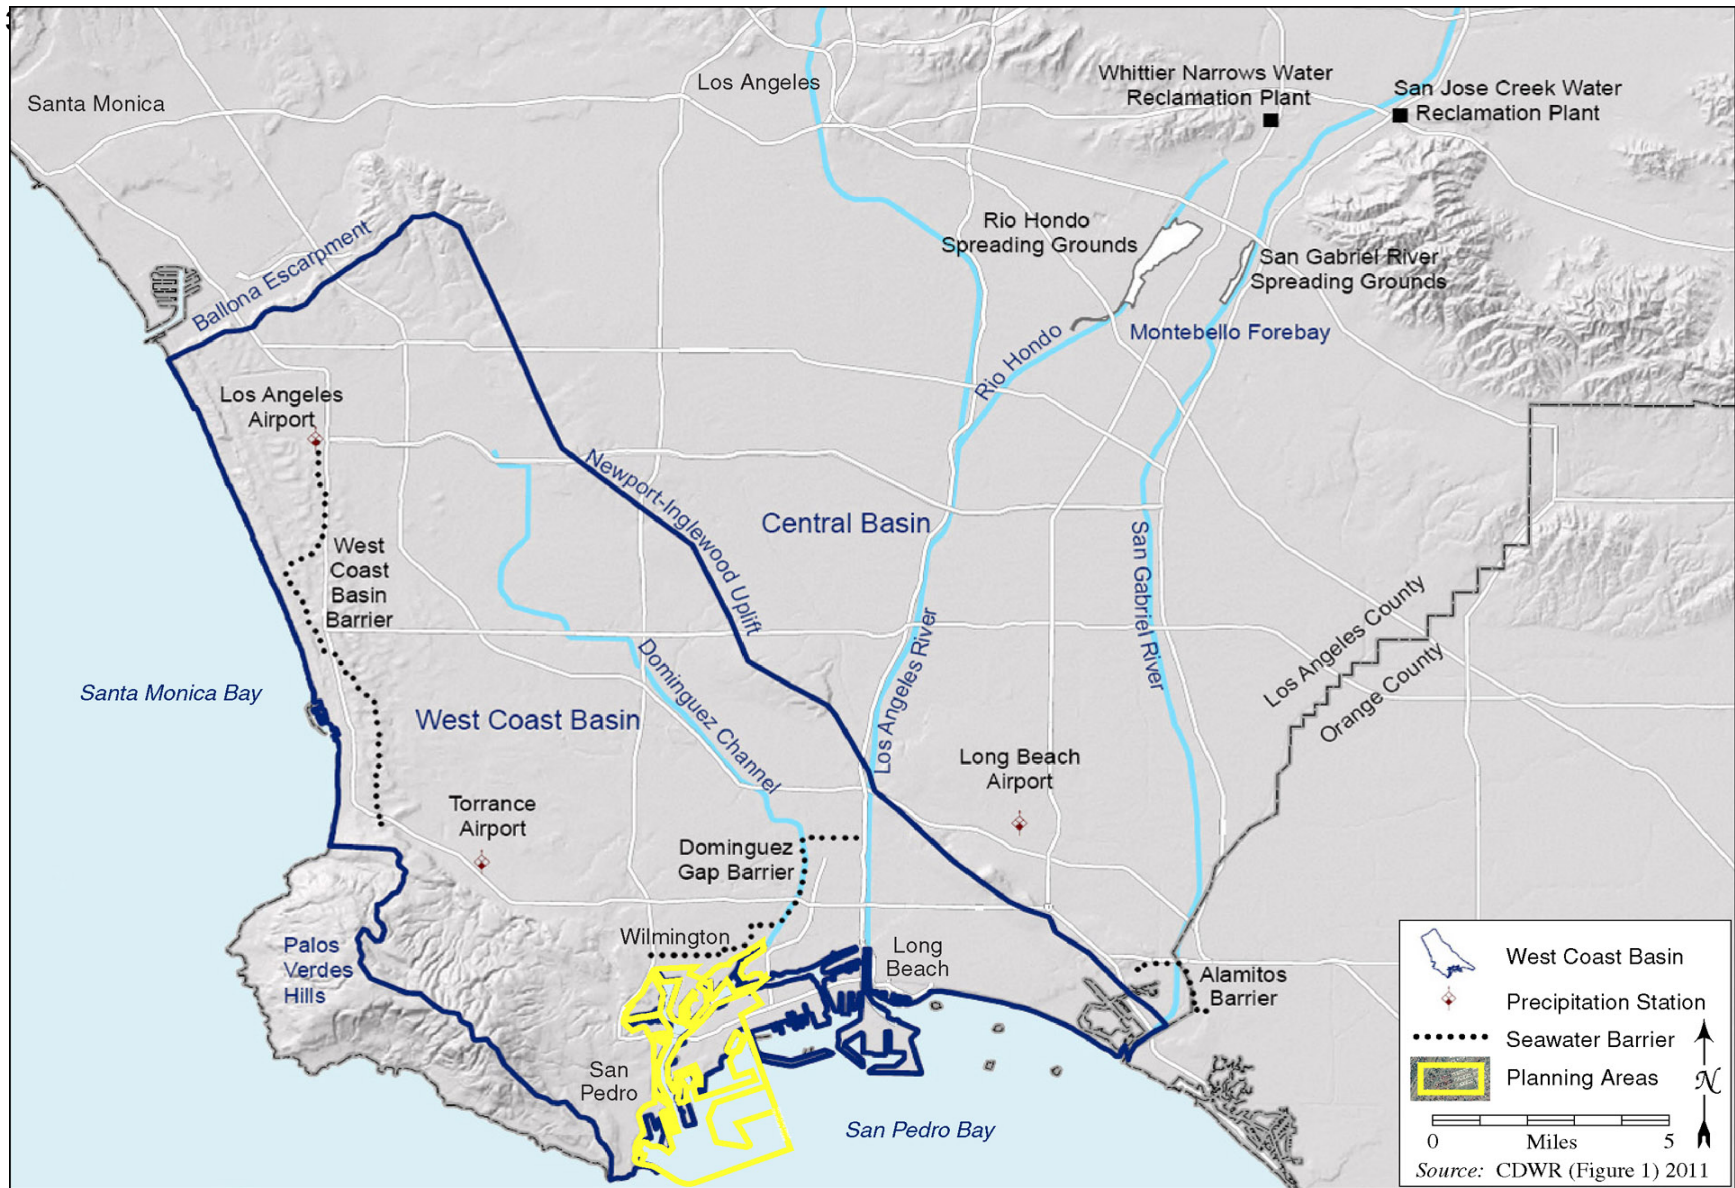 Los Angeles
Santa Monica
Whittier Narrows Water
Reclamation Plant
San Jose Creek Water
Reclamation Plant
Rio Hondo
Spreading Grounds
San Gabriel River
Spreading Grounds
Ballona Escarpment
Rio Hondo
Montebello Forebay
Los Angeles
Airport
Newport-Inglewood Uplift
Central Basin
West
Coast
Basin
Barrier
San Gabriel River
Los Angeles County
Orange County
Los Angeles River
Dominguez Channel
Santa Monica Bay
West Coast Basin
Long Beach
Airport
Torrance
Airport
Dominguez
Gap Barrier
Wilmington
Long
Beach
Palos
Verdes
Hills
Alamitos
Barrier
San
Pedro
San Pedro Bay
West Coast Basin
Precipitation Station
Seawater Barrier
Planning Areas
N
0 Miles 5
Source: CDWR (Figure 1) 2011